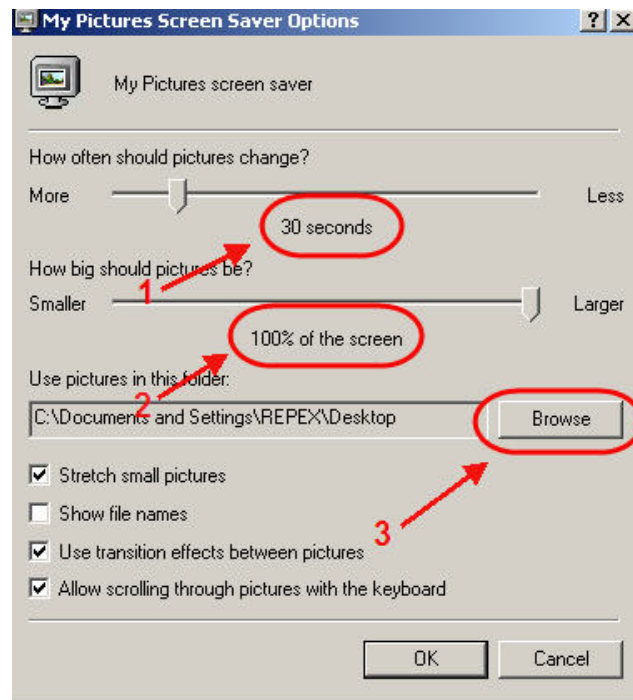 My Pictures Screen Saver Options
My Pictures screen saver
How often should pictures change?
More Less
30 seconds
1
How big should pictures be?
Smaller Larger
100% of the screen
2
Use pictures in this folder:
C:\Documents and Settings\REPEX\Desktop Browse
3
Stretch small pictures
Show file names
Use transition effects between pictures
Allow scrolling through pictures with the keyboard
OK Cancel